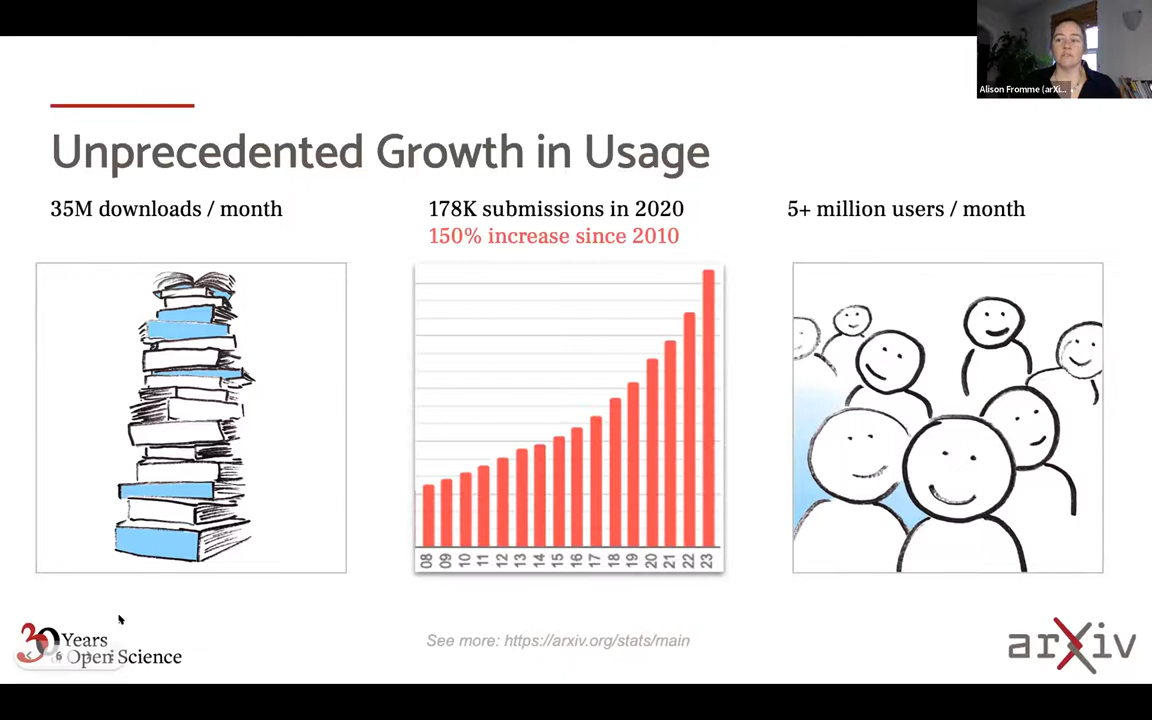 Alison Fromme (arXi...
Unprecedented Growth in Usage
35M downloads / month
178K submissions in 2020
150% increase since 2010
5+ million users / month
08 09 10 11 12 13 14 15 16 17 18 19 20 21 22 23
See more: https://arxiv.org/stats/main
30 Years
Open Science
6
arXiv